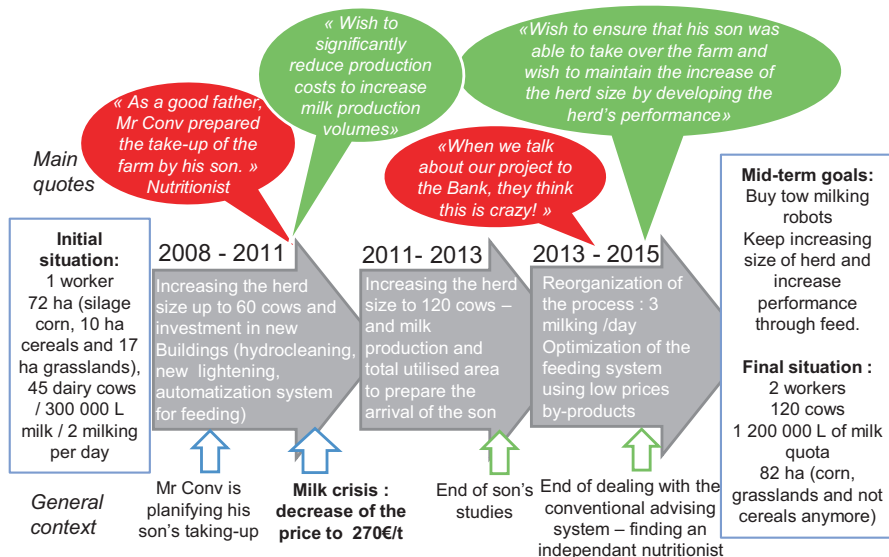 « Wish to
significantly
reduce production
costs to increase
milk production
volumes»
«Wish to ensure that his son was
able to take over the farm and
wish to maintain the increase of
the herd size by developing the
herd's performance»
« As a good father,
Mr Conv prepared
the take-up of the
farm by his son. »
Nutritionist
«When we talk
about our project to
the Bank, they think
this is crazy! »
Main
quotes
Initial
situation:
1 worker
72 ha (silage
corn, 10 ha
cereals and 17
ha grasslands),
45 dairy cows
/ 300 000 L
milk / 2 milking
per day
2008 - 2011
Increasing the herd
size up to 60 cows and
investment in new
Buildings (hydrocleaning,
new lightening,
automatization system
for feeding)
2011- 2013
Increasing the herd
size to 120 cows –
and milk
production and
total utilised area
to prepare the
arrival of the son
2013 - 2015
Reorganization of
the process : 3
milking /day
Optimization of the
feeding system
using low prices
by-products
Mid-term goals:
Buy tow milking
robots
Keep increasing
size of herd and
increase
performance
through feed.
Final situation :
2 workers
120 cows
1 200 000 L of milk
quota
82 ha (corn,
grasslands and not
cereals anymore)
General
context
Mr Conv is
planifying his
son's taking-up
Milk crisis :
decrease of the
price to 270€/t
End of son's
studies
End of dealing with the
conventional advising
system – finding an
independant nutritionist